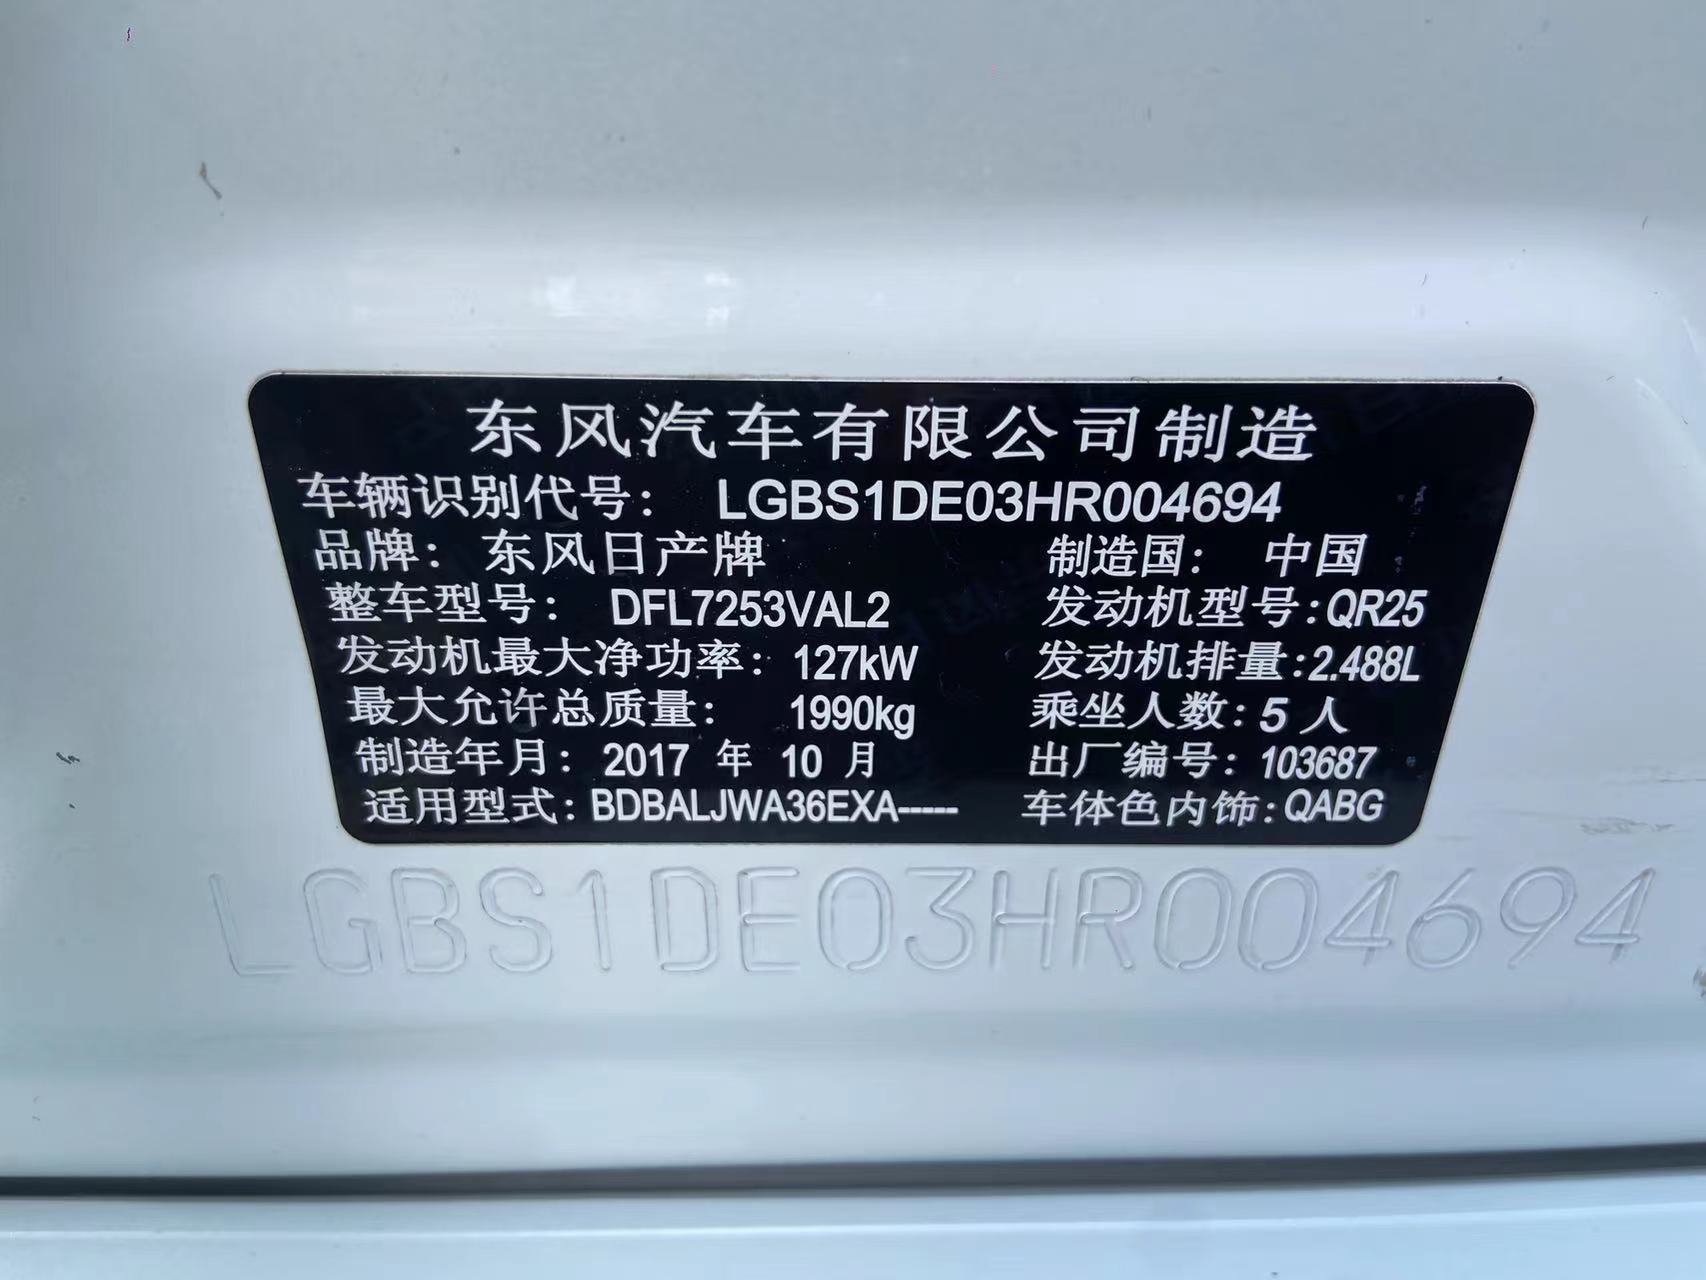 东风汽车有限公司制造
车辆识别代号: LGBS1DE03HR004694
品牌: 东风日产牌 制造国: 中国
整车型号: DFL7253VAL2 发动机型号:QR25
发动机最大净功率: 127kW 发动机排量:2.488L
最大允许总质量: 1990kg 乘坐人数: 5 人
制造年月: 2017 年 10 月 出厂编号: 103687
适用型式: BDBALJWA36EXA----- 车体色内饰:QABG
LGBS1DE03HR004694